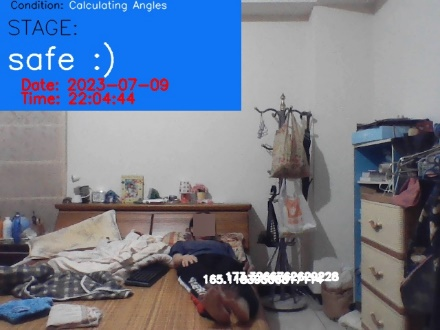 Condition: Calculating Angles
STAGE:
safe :)
Date: 2023-07-09
Time: 22:04:44